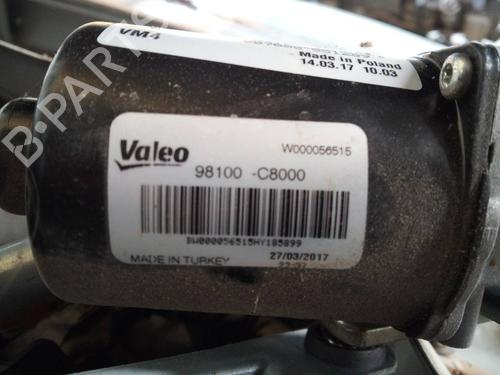 VM4
Made in Poland
14.03.17 10.03
Valeo
W000056515
98100 -C8000
BW000056515HY185899
MADE IN TURKEY
27/03/2017
B-PARTS